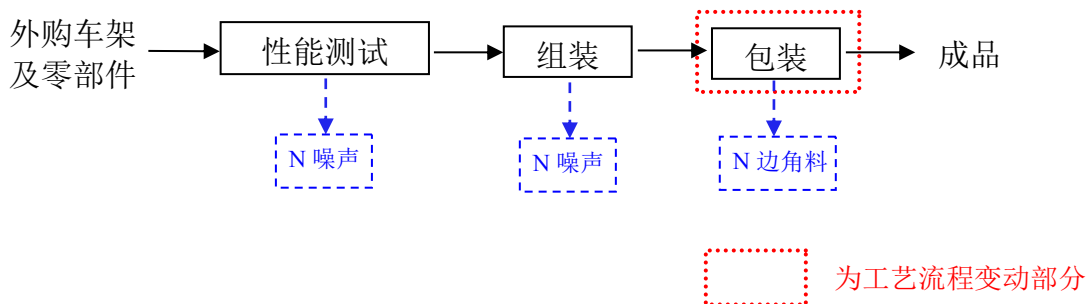 外购车架
及零部件
性能测试
组装
包装
成品
N 噪声
N 噪声
N 边角料
为工艺流程变动部分